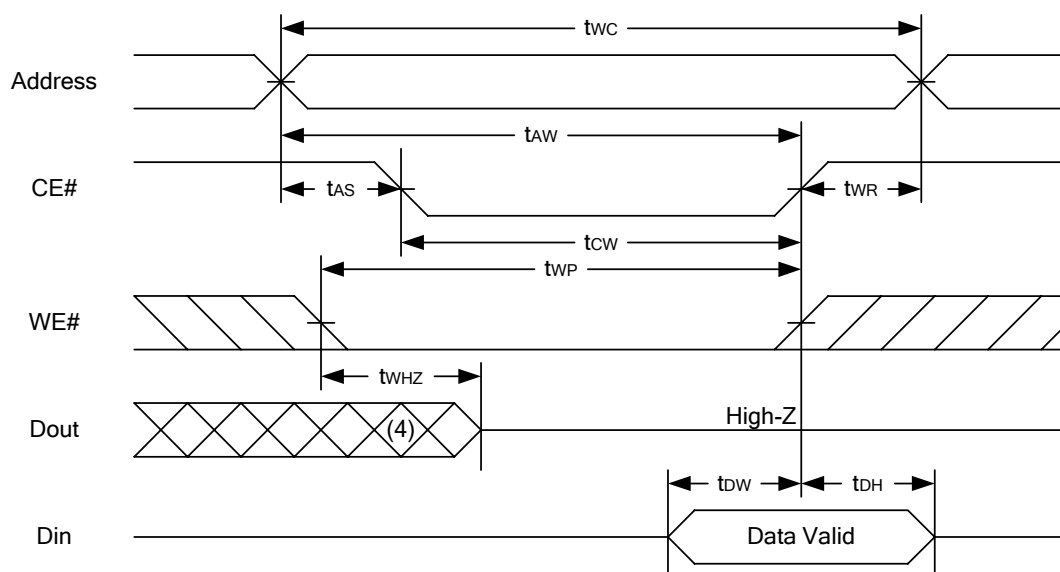 tWC
Address
tAW
CE#
tAS
tWR
tCW
tWP
WE#
tWHZ
Dout
(4)
High-Z
tDW
tDH
Din
Data Valid